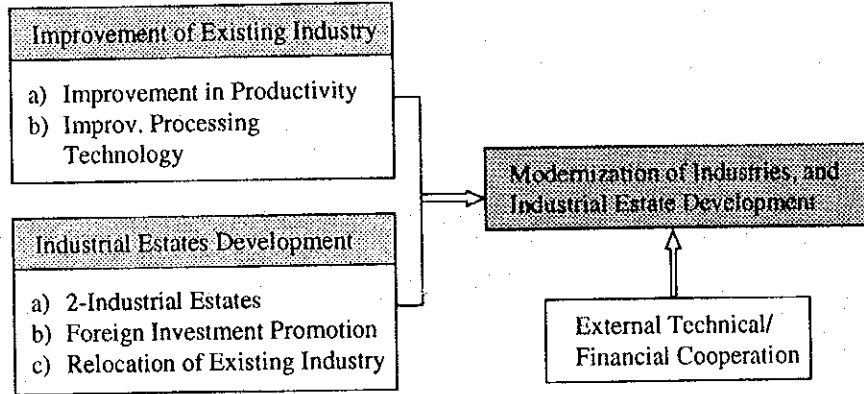 Improvement of Existing Industry
a) Improvement in Productivity
b) Improv. Processing
Technology
Industrial Estates Development
a) 2-Industrial Estates
b) Foreign Investment Promotion
c) Relocation of Existing Industry
Modernization of Industries, and
Industrial Estate Development
External Technical/
Financial Cooperation